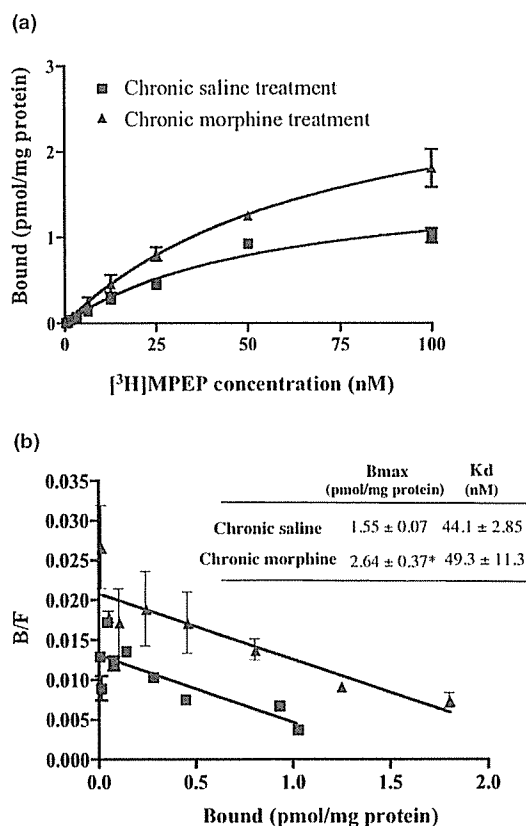 (a)
Bound (pmol/mg protein)
3
2
1
0
Chronic saline treatment
Chronic morphine treatment
0 25 50 75 100
[³H]MPEP concentration (nM)
(b)
B/F
0.035
0.030
0.025
0.020
0.015
0.010
0.005
0.000
Bmax Kd
(pmol/mg protein) (nM)
Chronic saline 1.55 ± 0.07 44.1 ± 2.85
Chronic morphine 2.64 ± 0.37* 49.3 ± 11.3
0.0 0.5 1.0 1.5 2.0
Bound (pmol/mg protein)